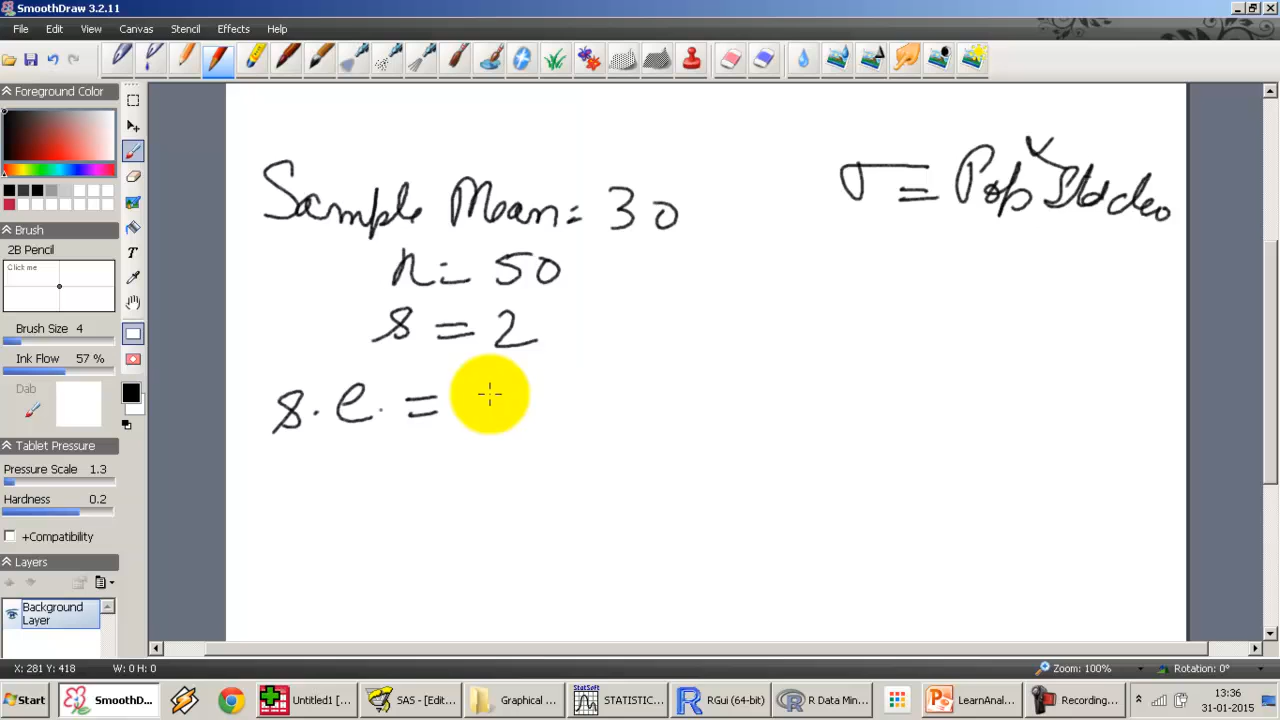 SmoothDraw 3.2.11
File Edit View Canvas Stencil Effects Help
Foreground Color
Brush
2B Pencil
Click me
Brush Size 4
Ink Flow 57 %
Dab
Tablet Pressure
Pressure Scale 1.3
Hardness 0.2
+Compatibility
Layers
Background
Layer
Sample Mean = 30
n = 50
s = 2
s.e. =
σ = Pop Std dev
X: 281 Y: 418 W: 0 H: 0 Zoom: 100% Rotation: 0°
Start SmoothD... Untitled1 ... SAS - [Edit... Graphical ... STATISTIC... RGui (64-bit) R Data Min... LearnAnal... Recording...
13:36
31-01-2015